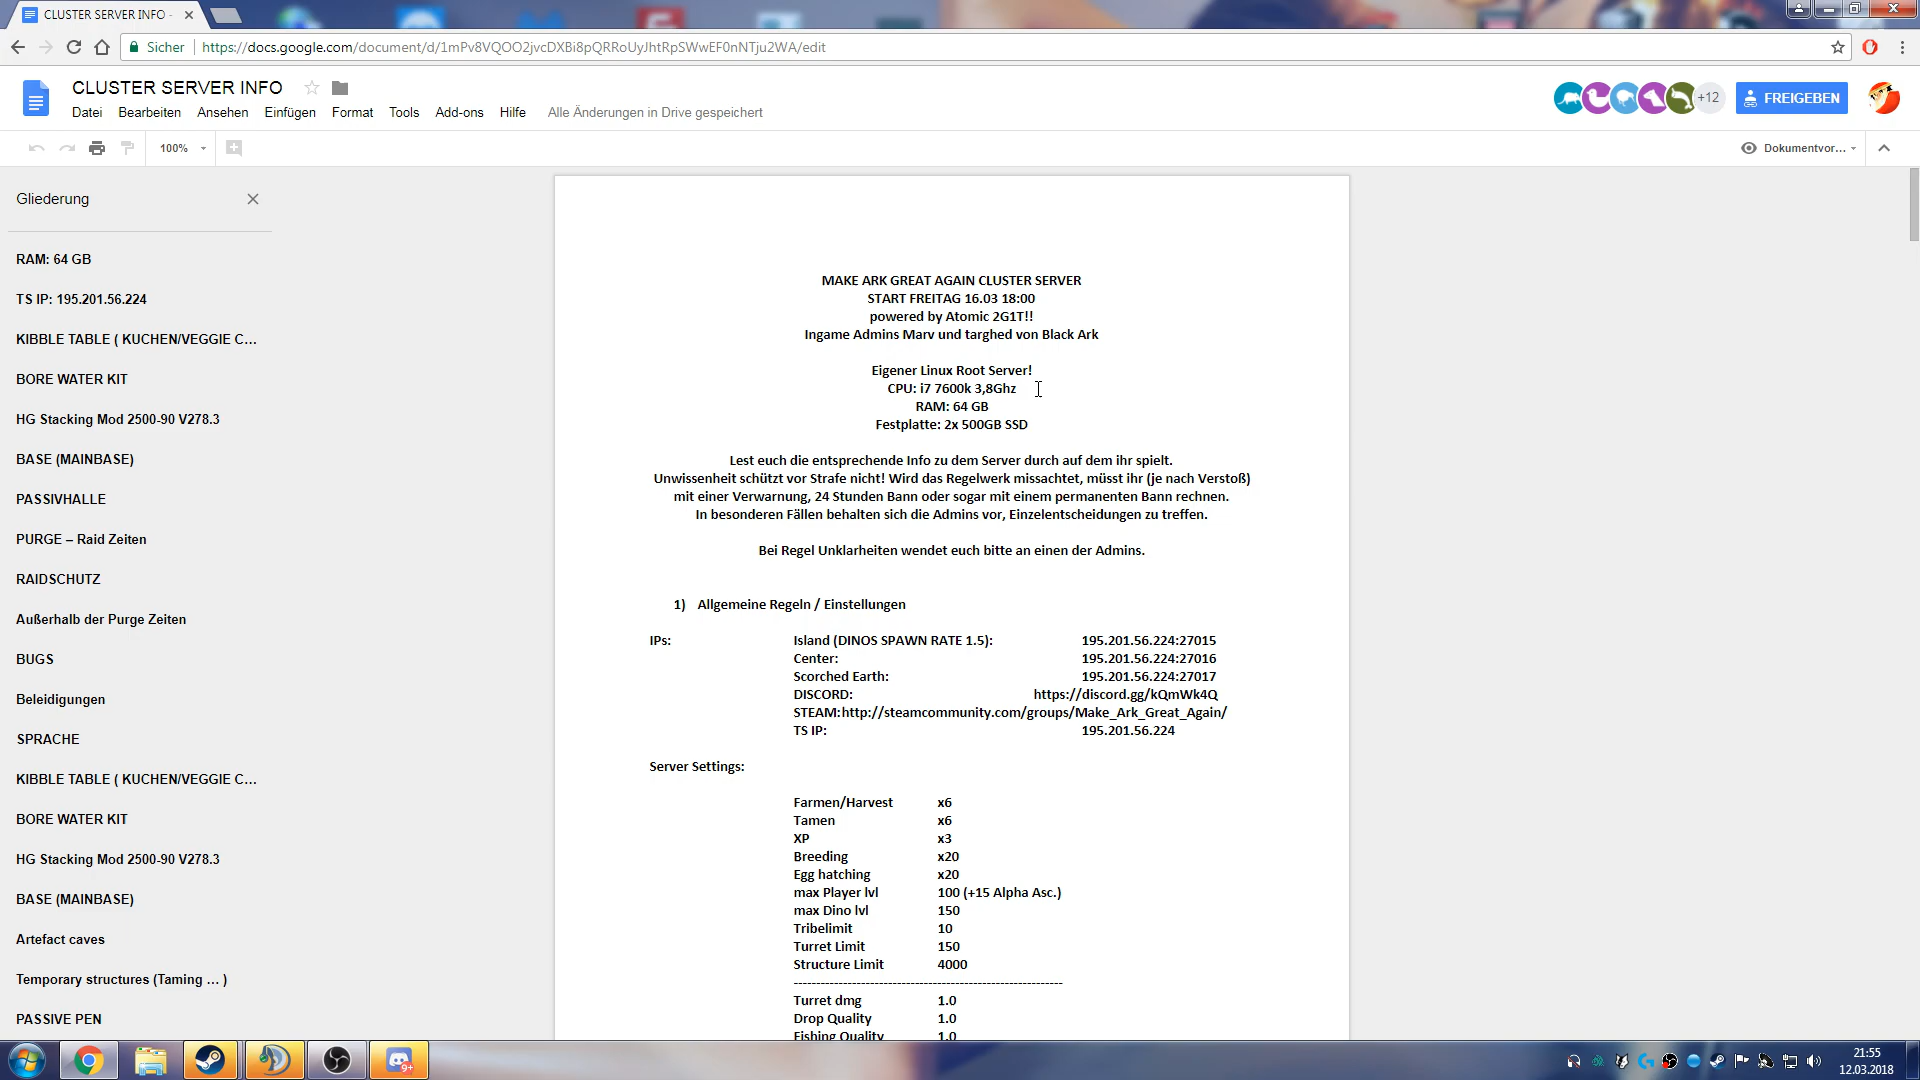 CLUSTER SERVER INFO -
Sicher
https://docs.google.com/document/d/1mPv8VQOO2jvcDXBi8pQRRoUyJhtRpSWwEF0nNTju2WA/edit
CLUSTER SERVER INFO
Datei Bearbeiten Ansehen Einfügen Format Tools Add-ons Hilfe Alle Änderungen in Drive gespeichert
+12
FREIGEBEN
100%
Dokumentvor...
Gliederung
RAM: 64 GB
TS IP: 195.201.56.224
KIBBLE TABLE ( KUCHEN/VEGGIE C...
BORE WATER KIT
HG Stacking Mod 2500-90 V278.3
BASE (MAINBASE)
PASSIVHALLE
PURGE – Raid Zeiten
RAIDSCHUTZ
Außerhalb der Purge Zeiten
BUGS
Beleidigungen
SPRACHE
KIBBLE TABLE ( KUCHEN/VEGGIE C...
BORE WATER KIT
HG Stacking Mod 2500-90 V278.3
BASE (MAINBASE)
Artefact caves
Temporary structures (Taming ... )
PASSIVE PEN
MAKE ARK GREAT AGAIN CLUSTER SERVER
START FREITAG 16.03 18:00
powered by Atomic 2G1T!!
Ingame Admins Marv und targhed von Black Ark
Eigener Linux Root Server!
CPU: i7 7600k 3,8Ghz
RAM: 64 GB
Festplatte: 2x 500GB SSD
Lest euch die entsprechende Info zu dem Server durch auf dem ihr spielt.
Unwissenheit schützt vor Strafe nicht! Wird das Regelwerk missachtet, müsst ihr (je nach Verstoß)
mit einer Verwarnung, 24 Stunden Bann oder sogar mit einem permanenten Bann rechnen.
In besonderen Fällen behalten sich die Admins vor, Einzelentscheidungen zu treffen.
Bei Regel Unklarheiten wendet euch bitte an einen der Admins.
1) Allgemeine Regeln / Einstellungen
IPs: Island (DINOS SPAWN RATE 1.5): 195.201.56.224:27015
Center: 195.201.56.224:27016
Scorched Earth: 195.201.56.224:27017
DISCORD: https://discord.gg/kQmWk4Q
STEAM:http://steamcommunity.com/groups/Make_Ark_Great_Again/
TS IP: 195.201.56.224
Server Settings:
Farmen/Harvest x6
Tamen x6
XP x3
Breeding x20
Egg hatching x20
max Player lvl 100 (+15 Alpha Asc.)
max Dino lvl 150
Tribelimit 10
Turret Limit 150
Structure Limit 4000
------------------------------------------------------------
Turret dmg 1.0
Drop Quality 1.0
Fishing Quality 1.0
9+
21:55
12.03.2018